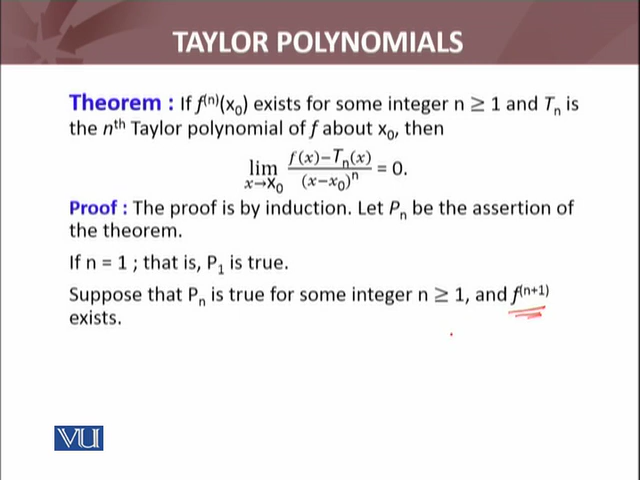 TAYLOR POLYNOMIALS
Theorem : If f⁽ⁿ⁾(x₀) exists for some integer n ≥ 1 and Tₙ is
the nᵗʰ Taylor polynomial of f about x₀, then
lim x→X₀ (f(x)−Tₙ(x))/(x−x₀)ⁿ = 0.
Proof : The proof is by induction. Let Pₙ be the assertion of
the theorem.
If n = 1 ; that is, P₁ is true.
Suppose that Pₙ is true for some integer n ≥ 1, and f⁽ⁿ⁺¹⁾
exists.
VU